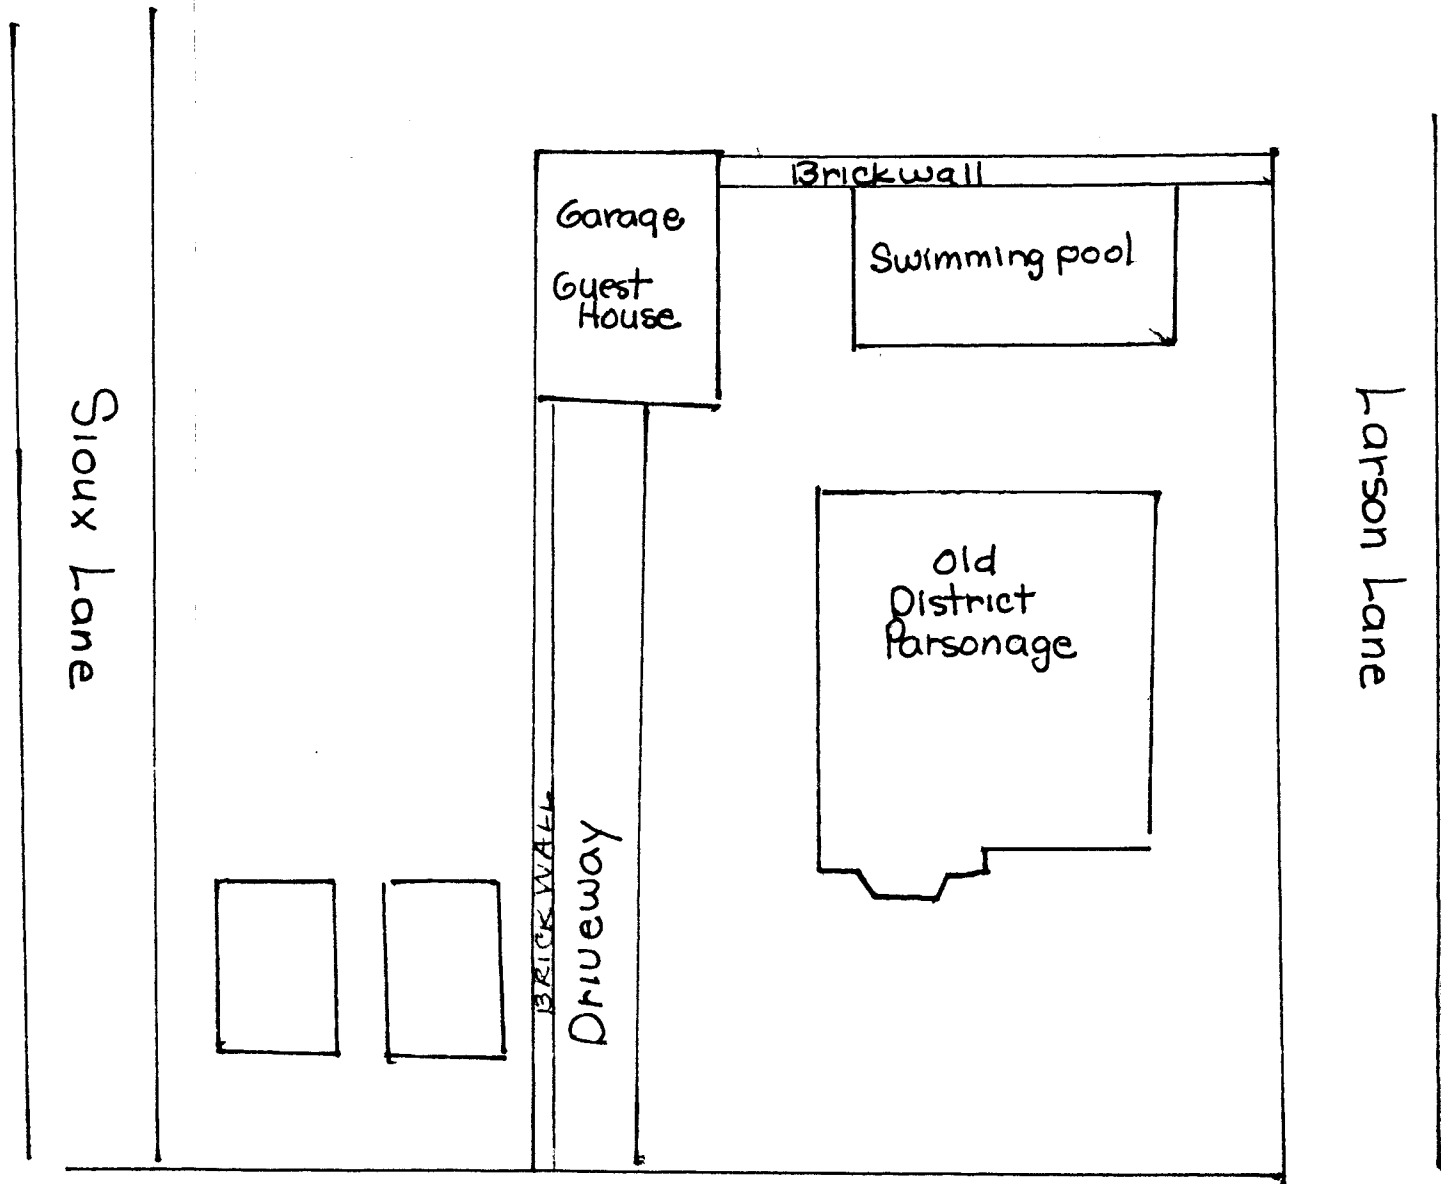 Brickwall
Garage
Guest
House
Swimming pool
Sioux Lane
Larson Lane
Old
District
Parsonage
BRICK WALL
Driveway